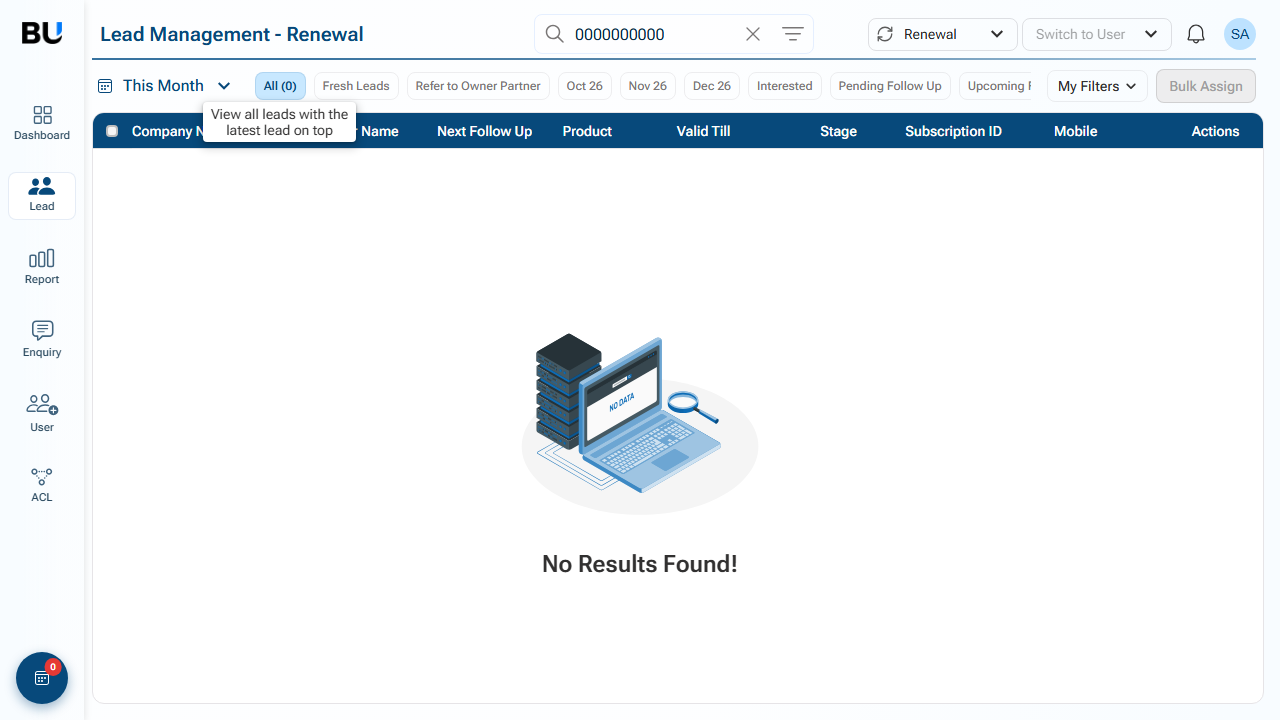 BU
Lead Management - Renewal
0000000000
Renewal
Switch to User
SA
This Month
All (0)
Fresh Leads
Refer to Owner Partner
Oct 26
Nov 26
Dec 26
Interested
Pending Follow Up
Upcoming
My Filters
Bulk Assign
View all leads with the
latest lead on top
Company
Name
Next Follow Up
Product
Valid Till
Stage
Subscription ID
Mobile
Actions
Dashboard
Lead
Report
Enquiry
User
ACL
NO DATA
No Results Found!
0